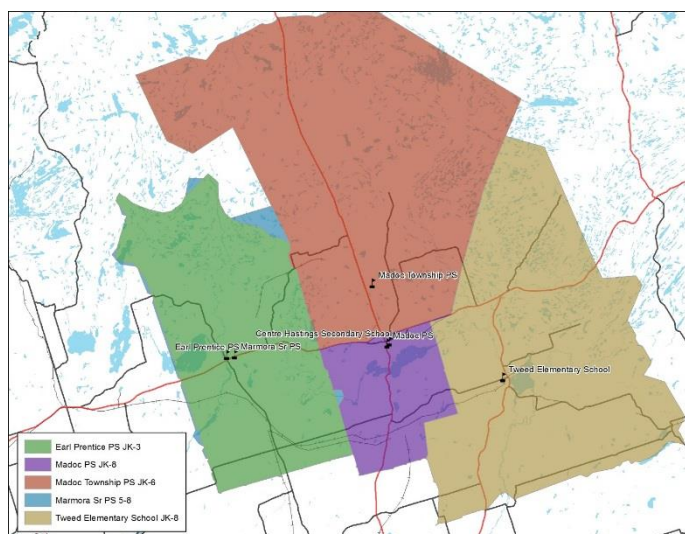 Madoc Township PS
Centre Hastings Secondary School
Madoc PS
Earl Prentice PS
Marmora Sr PS
Tweed Elementary School
Earl Prentice PS JK-3
Madoc PS JK-8
Madoc Township PS JK-6
Marmora Sr PS 5-8
Tweed Elementary School JK-8